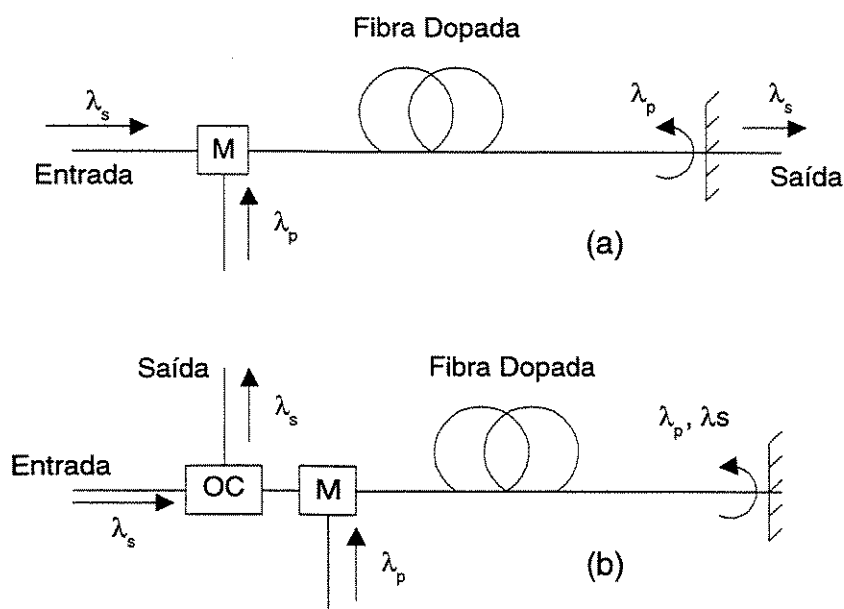 Fibra Dopada
λs
λp
λs
M
Entrada
Saída
λp
(a)
Saída
Fibra Dopada
λs
λp, λs
Entrada
OC
M
λs
λp
(b)